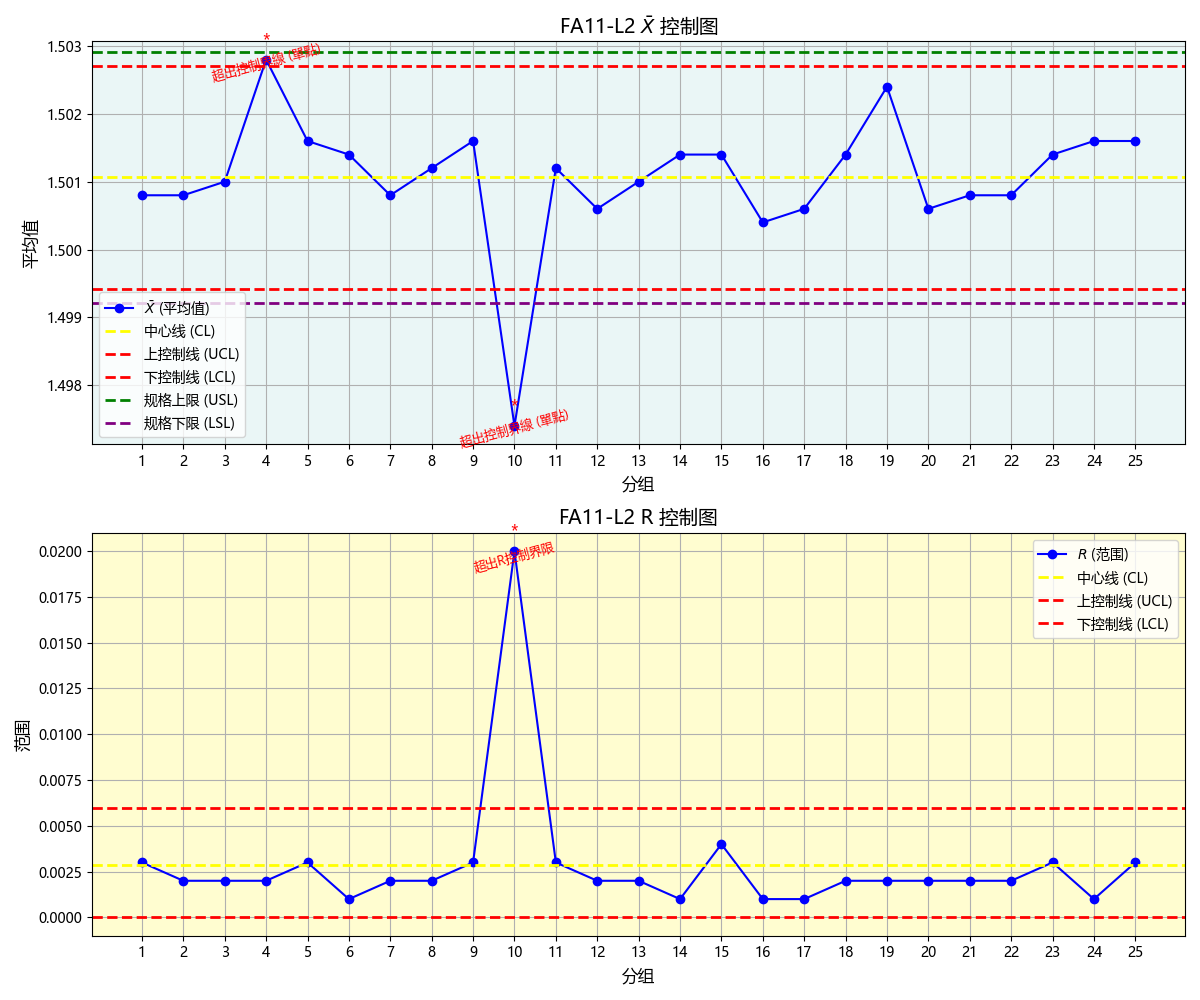 FA11-L2 X̄ 控制图
*
超出控制界線 (單點)
1.503
1.502
1.501
1.500
1.499
1.498
平均值
X̄ (平均值)
中心线 (CL)
上控制线 (UCL)
下控制线 (LCL)
规格上限 (USL)
规格下限 (LSL)
*
超出控制界線 (單點)
1 2 3 4 5 6 7 8 9 10 11 12 13 14 15 16 17 18 19 20 21 22 23 24 25
分组
FA11-L2 R 控制图
*
超出R控制界限
0.0200
0.0175
0.0150
0.0125
0.0100
0.0075
0.0050
0.0025
0.0000
范围
R (范围)
中心线 (CL)
上控制线 (UCL)
下控制线 (LCL)
1 2 3 4 5 6 7 8 9 10 11 12 13 14 15 16 17 18 19 20 21 22 23 24 25
分组